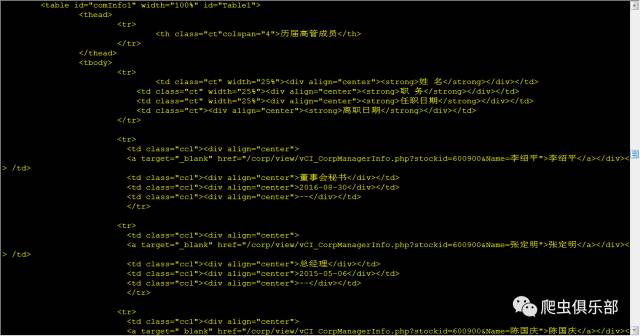 <table id="comInfo1" width="100%" id="Table1">
<thead>
<tr>
<th class="ct"colspan="4">历届高管成员</th>
</tr>
</thead>
<tbody>
<tr>
<td class="ct" width="25%"><div align="center"><strong>姓 名</strong></div></td>
<td class="ct" width="25%"><div align="center"><strong>职 务</strong></div></td>
<td class="ct" width="25%"><div align="center"><strong>任职日期</strong></div></td>
<td class="ct"><div align="center"><strong>离职日期</strong></div></td>
</tr>
<tr>
<td class="ccl"><div align="center">
<a target="_blank" href="/corp/view/vCI_CorpManagerInfo.php?stockid=600900&Name=李绍平">李绍平</a></div><
> /td>
<td class="ccl"><div align="center">董事会秘书</div></td>
<td class="ccl"><div align="center">2016-08-30</div></td>
<td class="ccl"><div align="center">--</div></td>
</tr>
<tr>
<td class="ccl"><div align="center">
<a target="_blank" href="/corp/view/vCI_CorpManagerInfo.php?stockid=600900&Name=张定明">张定明</a></div><
> /td>
<td class="ccl"><div align="center">总经理</div></td>
<td class="ccl"><div align="center">2015-05-06</div></td>
<td class="ccl"><div align="center">--</div></td>
</tr>
<tr>
<td class="ccl"><div align="center">
<a target="_blank" href="/corp/view/vCI_CorpManagerInfo.php?stockid=600900&Name=陈国庆">陈国庆</a></div><
爬虫俱乐部